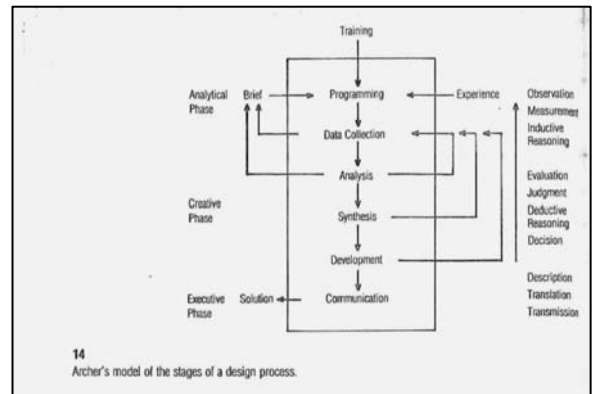 Training
Analytical Brief Programming Experience Observation
Phase Measurement
Data Collection Inductive
Reasoning
Analysis Evaluation
Judgment
Creative Synthesis Deductive
Phase Reasoning
Decision
Development
Description
Executive Solution Communication Translation
Phase Transmission
14
Archer's model of the stages of a design process.